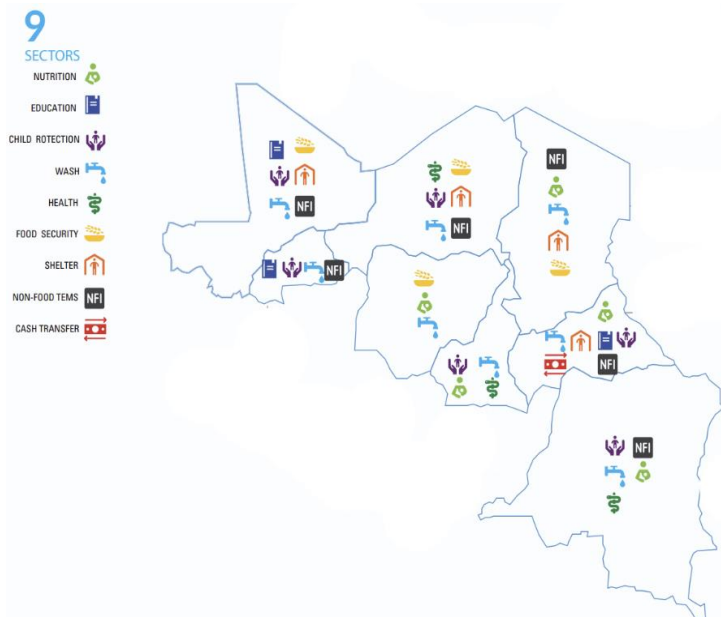 9
SECTORS
NUTRITION
EDUCATION
CHILD ROTECTION
WASH
HEALTH
FOOD SECURITY
SHELTER
NON-FOOD TEMS
NFI
CASH TRANSFER
NFI
NFI
NFI
NFI
NFI
NFI